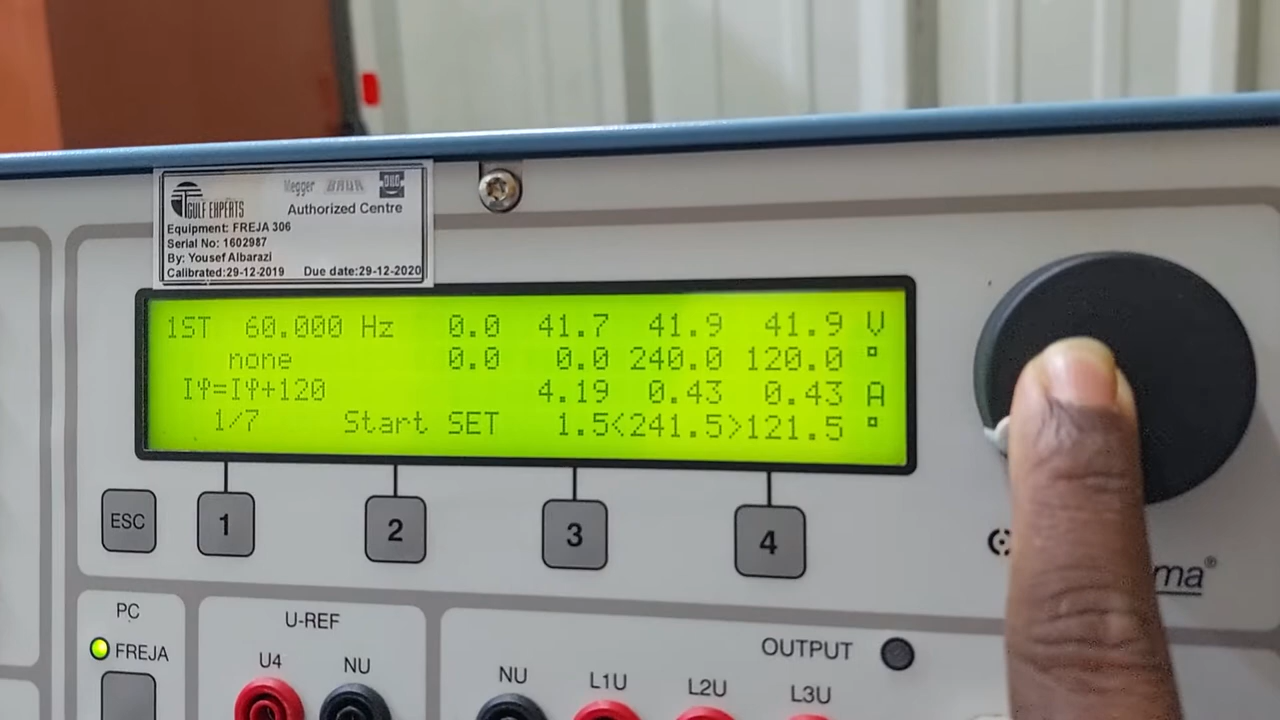 GULF EXPERTS
Megger BAUR
Authorized Centre
Equipment: FREJA 306
Serial No: 1602987
By: Yousef Albarazi
Calibrated:29-12-2019 Due date:29-12-2020
1ST 60.000 Hz 0.0 41.7 41.9 41.9 V
none 0.0 0.0 240.0 120.0 °
Iφ=Iφ+120 4.19 0.43 0.43 A
1/7 Start SET 1.5<241.5>121.5 °
ESC 1 2 3 4
ma®
PC
FREJA
U-REF
U4 NU
OUTPUT
NU L1U L2U L3U